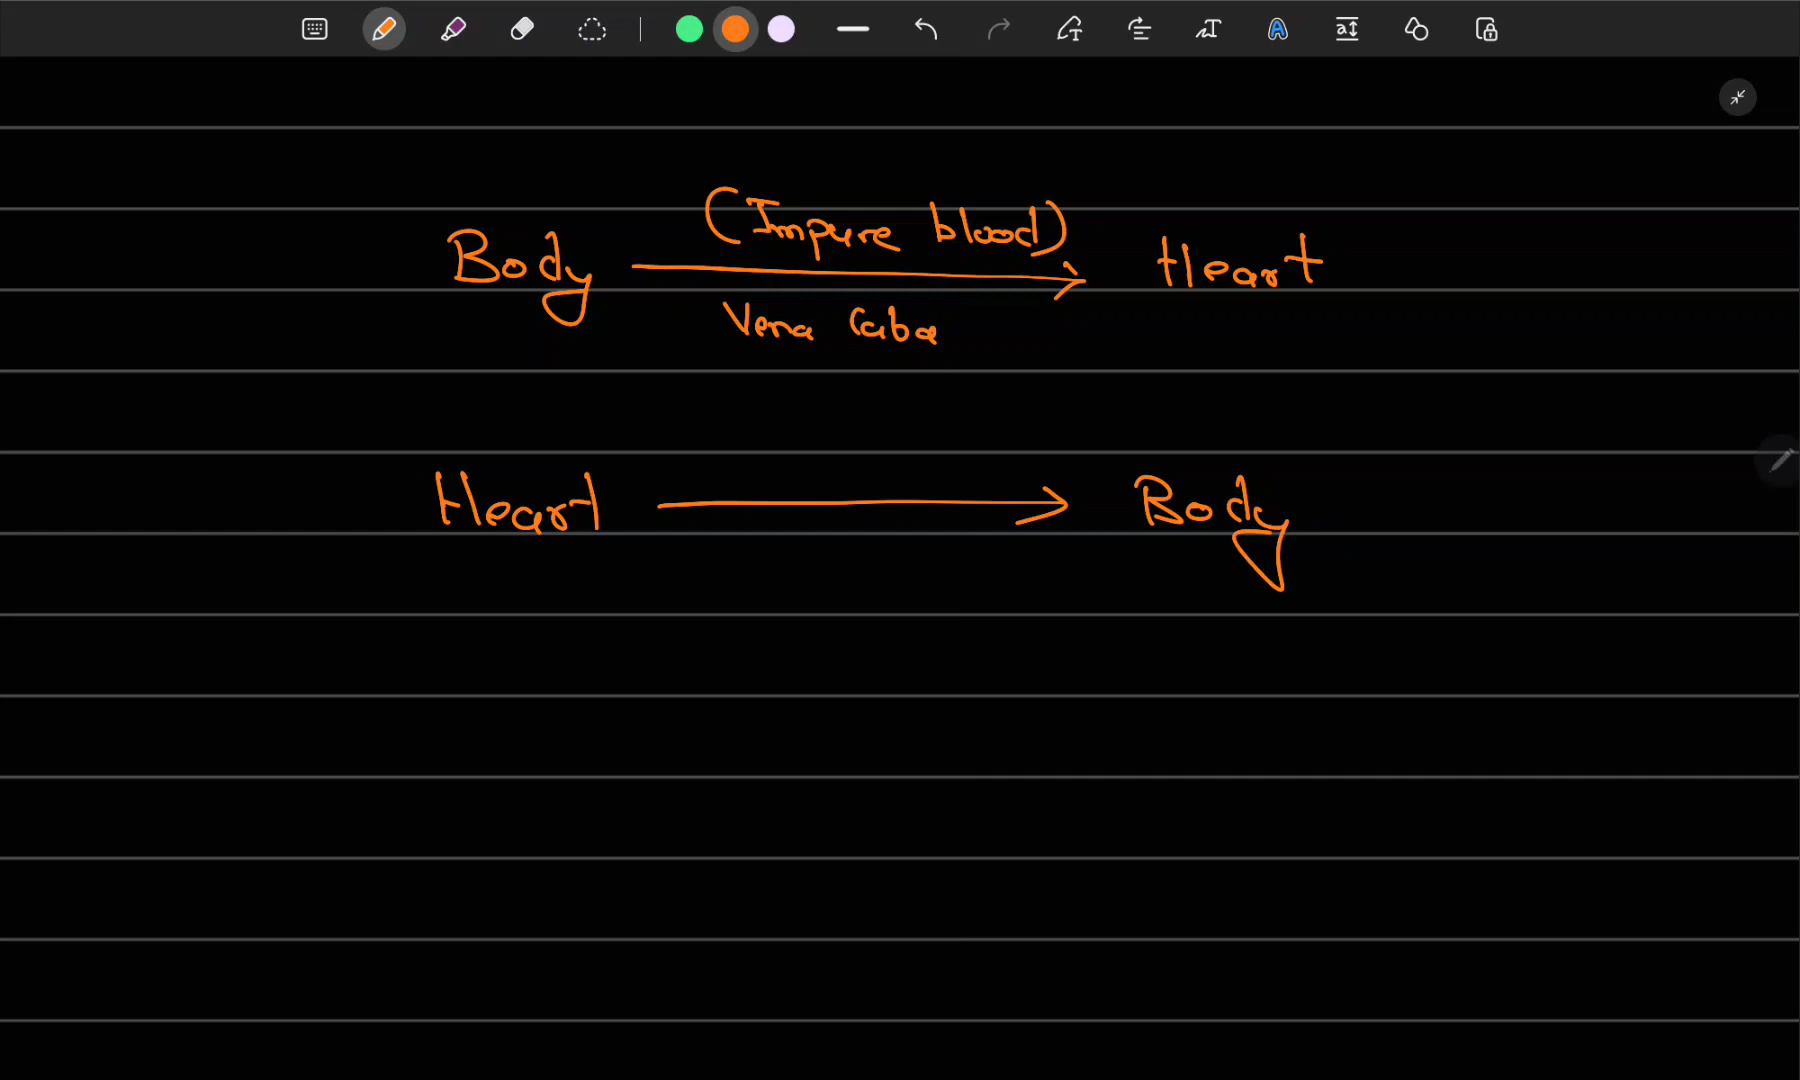 (Impure blood)
Body → Heart
Vena Caba
Heart → Body